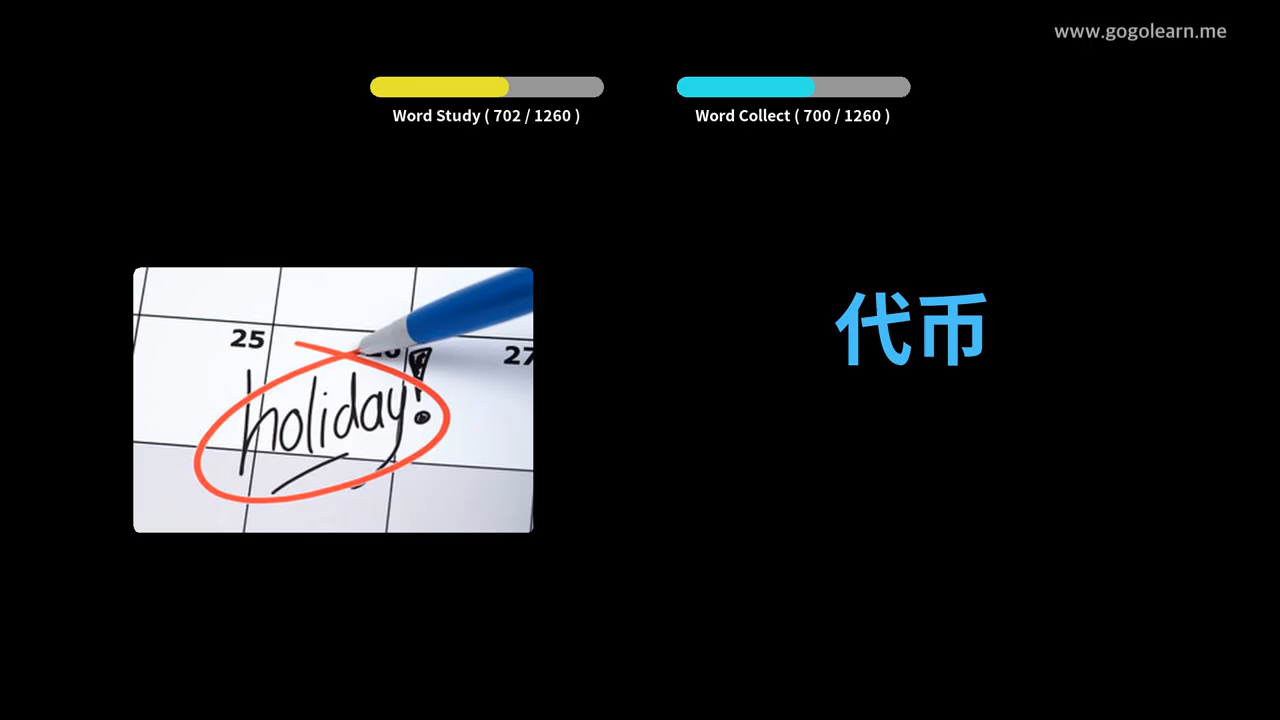 www.gogolearn.me
Word Study ( 702 / 1260 )
Word Collect ( 700 / 1260 )
代币
25
27
holiday!